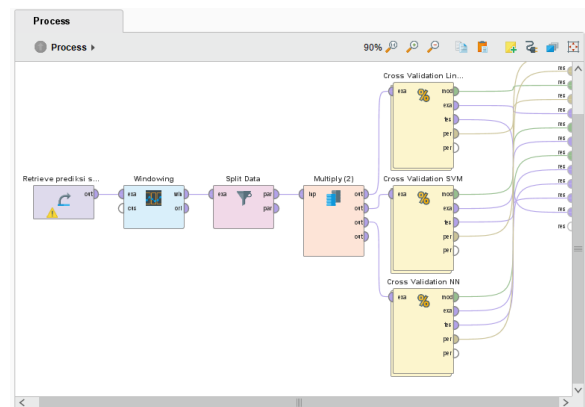 Process
Process
90%
Cross Validation Lin...
exa mod
exa
tes
per
per
Retrieve prediksi s...
out
Windowing
exa win
ori
Split Data
exa par
par
Multiply (2)
inp out
out
out
out
Cross Validation SVM
exa mod
exa
tes
per
per
Cross Validation NN
exa mod
exa
tes
per
per
res
res
res
res
res
res
res
res
res
res
res
res